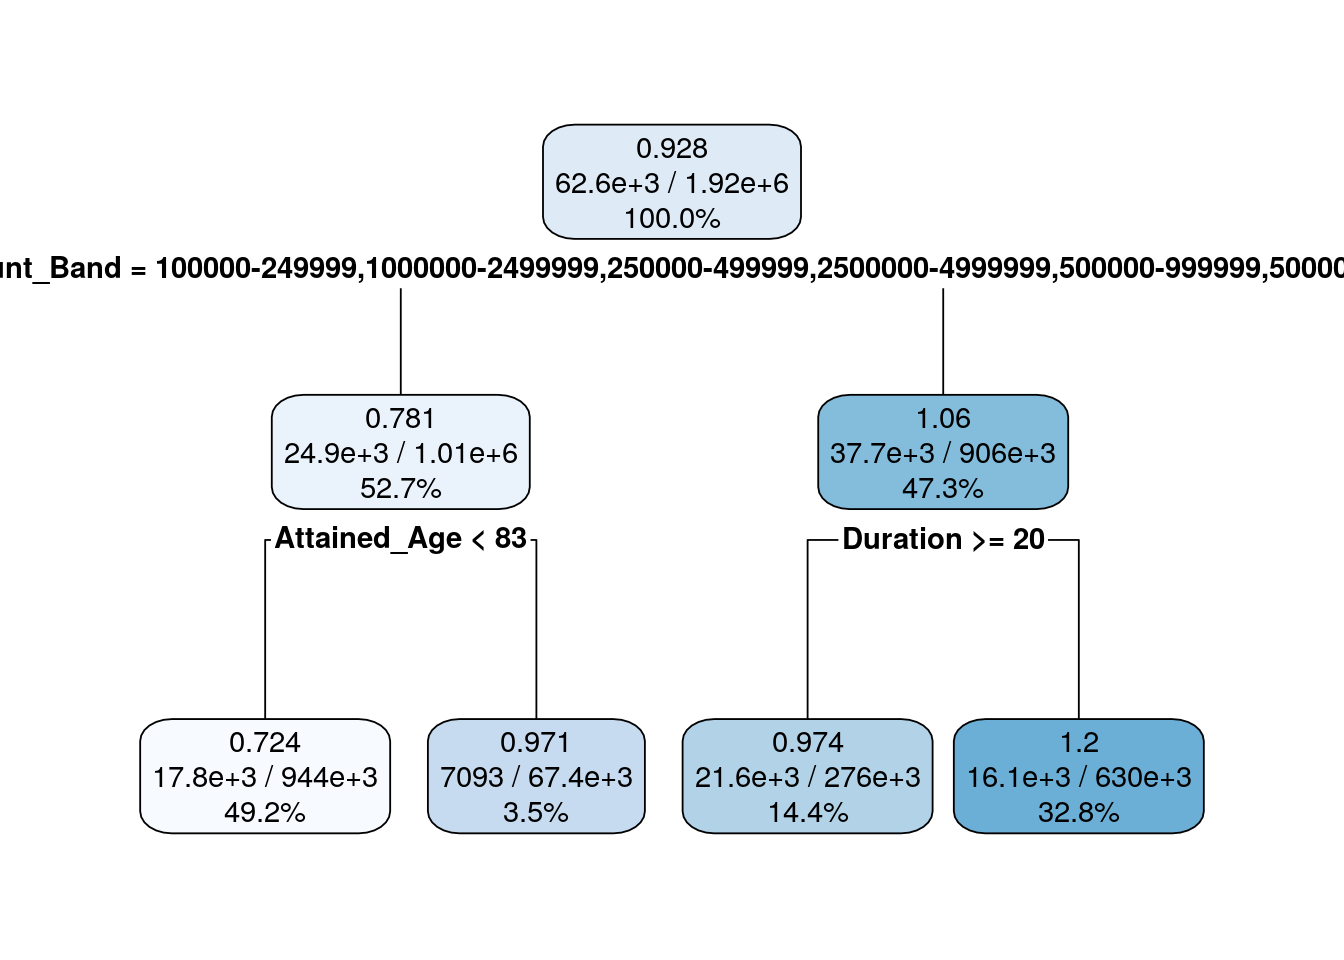 0.928
62.6e+3 / 1.92e+6
100.0%
unt_Band = 100000-249999,1000000-2499999,250000-499999,2500000-4999999,500000-999999,50000
0.781
24.9e+3 / 1.01e+6
52.7%
1.06
37.7e+3 / 906e+3
47.3%
Attained_Age < 83
Duration >= 20
0.724
17.8e+3 / 944e+3
49.2%
0.971
7093 / 67.4e+3
3.5%
0.974
21.6e+3 / 276e+3
14.4%
1.2
16.1e+3 / 630e+3
32.8%